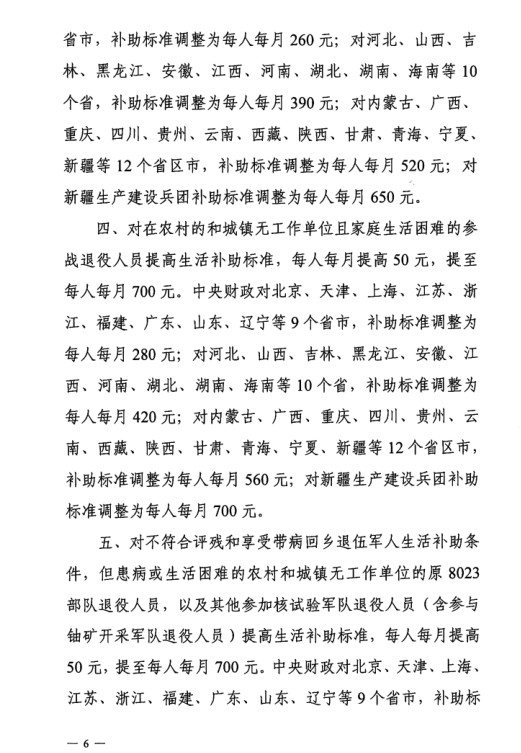 省市，补助标准调整为每人每月 260 元；对河北、山西、吉
林、黑龙江、安徽、江西、河南、湖北、湖南、海南等 10
个省，补助标准调整为每人每月 390 元；对内蒙古、广西、
重庆、四川、贵州、云南、西藏、陕西、甘肃、青海、宁夏、
新疆等 12 个省区市，补助标准调整为每人每月 520 元；对
新疆生产建设兵团补助标准调整为每人每月 650 元。
四、对在农村的和城镇无工作单位且家庭生活困难的参
战退役人员提高生活补助标准，每人每月提高 50 元，提至
每人每月 700 元。中央财政对北京、天津、上海、江苏、浙
江、福建、广东、山东、辽宁等 9 个省市，补助标准调整为
每人每月 280 元；对河北、山西、吉林、黑龙江、安徽、江
西、河南、湖北、湖南、海南等 10 个省，补助标准调整为
每人每月 420 元；对内蒙古、广西、重庆、四川、贵州、云
南、西藏、陕西、甘肃、青海、宁夏、新疆等 12 个省区市，
补助标准调整为每人每月 560 元；对新疆生产建设兵团补助
标准调整为每人每月 700 元。
五、对不符合评残和享受带病回乡退伍军人生活补助条
件，但患病或生活困难的农村和城镇无工作单位的原 8023
部队退役人员，以及其他参加核试验军队退役人员（含参与
铀矿开采军队退役人员）提高生活补助标准，每人每月提高
50 元，提至每人每月 700 元。中央财政对北京、天津、上海、
江苏、浙江、福建、广东、山东、辽宁等 9 个省市，补助标
— 6 —